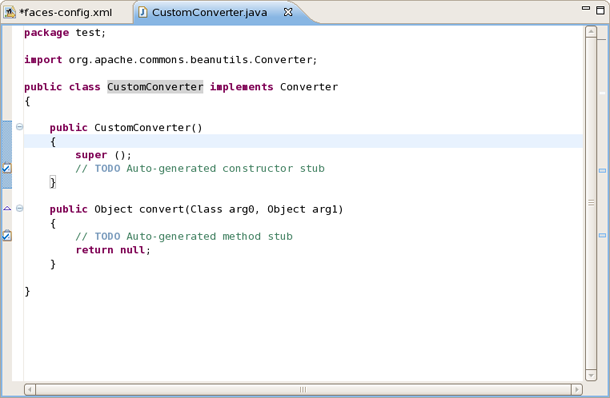 *faces-config.xml
CustomConverter.java
package test;
import org.apache.commons.beanutils.Converter;
public class CustomConverter implements Converter
{
public CustomConverter()
{
super ();
// TODO Auto-generated constructor stub
}
public Object convert(Class arg0, Object arg1)
{
// TODO Auto-generated method stub
return null;
}
}